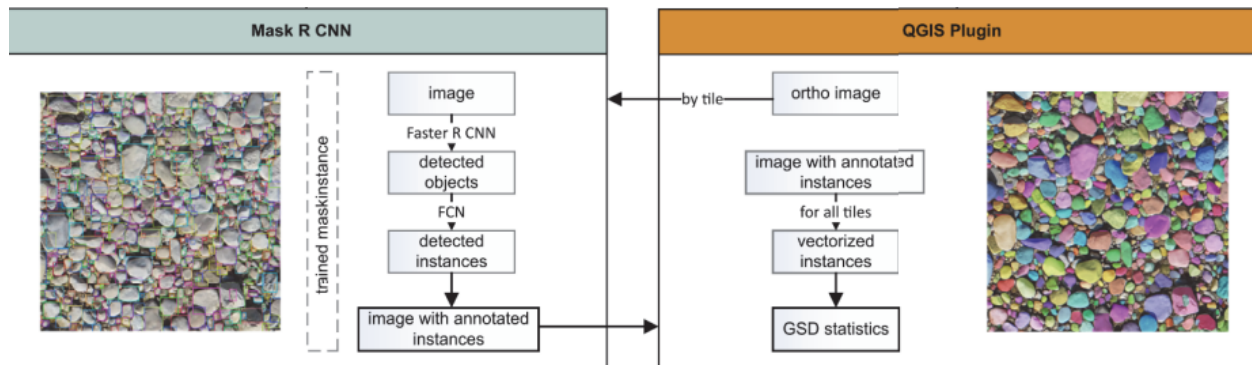 Mask R CNN
trained maskinstance
image
Faster R CNN
detected
objects
FCN
detected
instances
image with annotated
instances
QGIS Plugin
by tile
ortho image
image with annotated
instances
for all tiles
vectorized
instances
GSD statistics